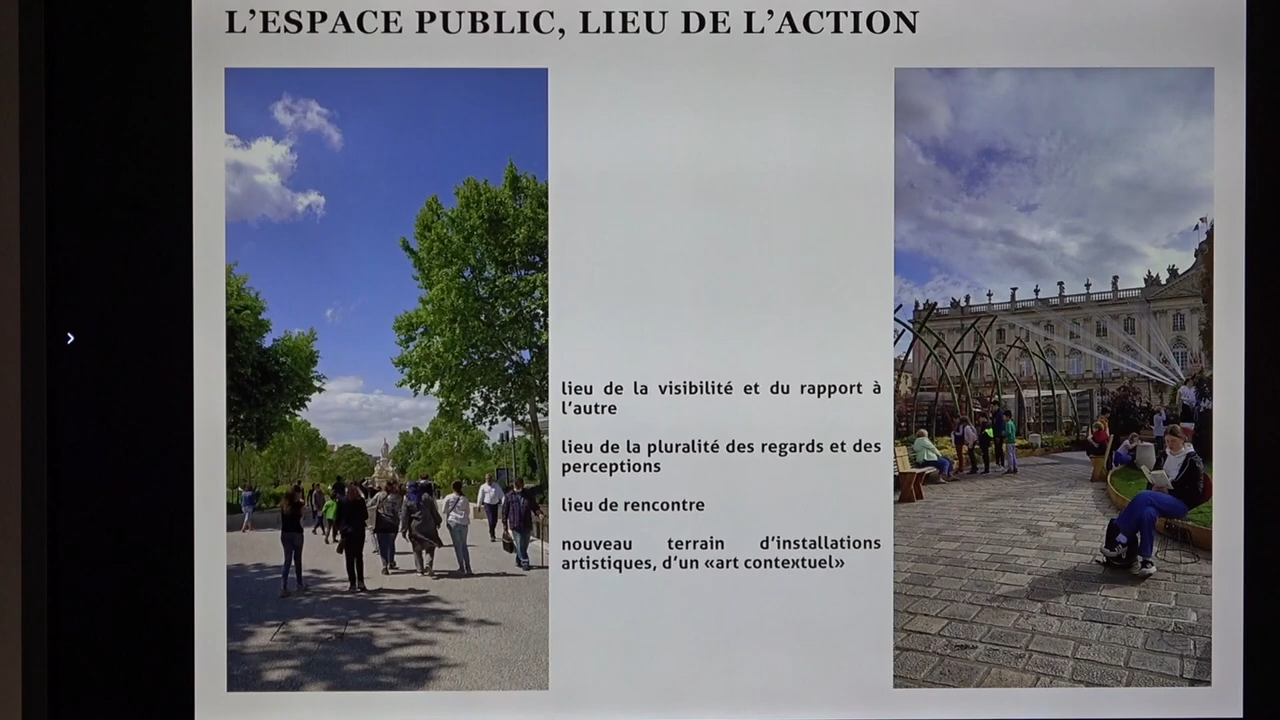 L'ESPACE PUBLIC, LIEU DE L'ACTION
lieu de la visibilité et du rapport à
l'autre
lieu de la pluralité des regards et des
perceptions
lieu de rencontre
nouveau terrain d'installations
artistiques, d'un «art contextuel»